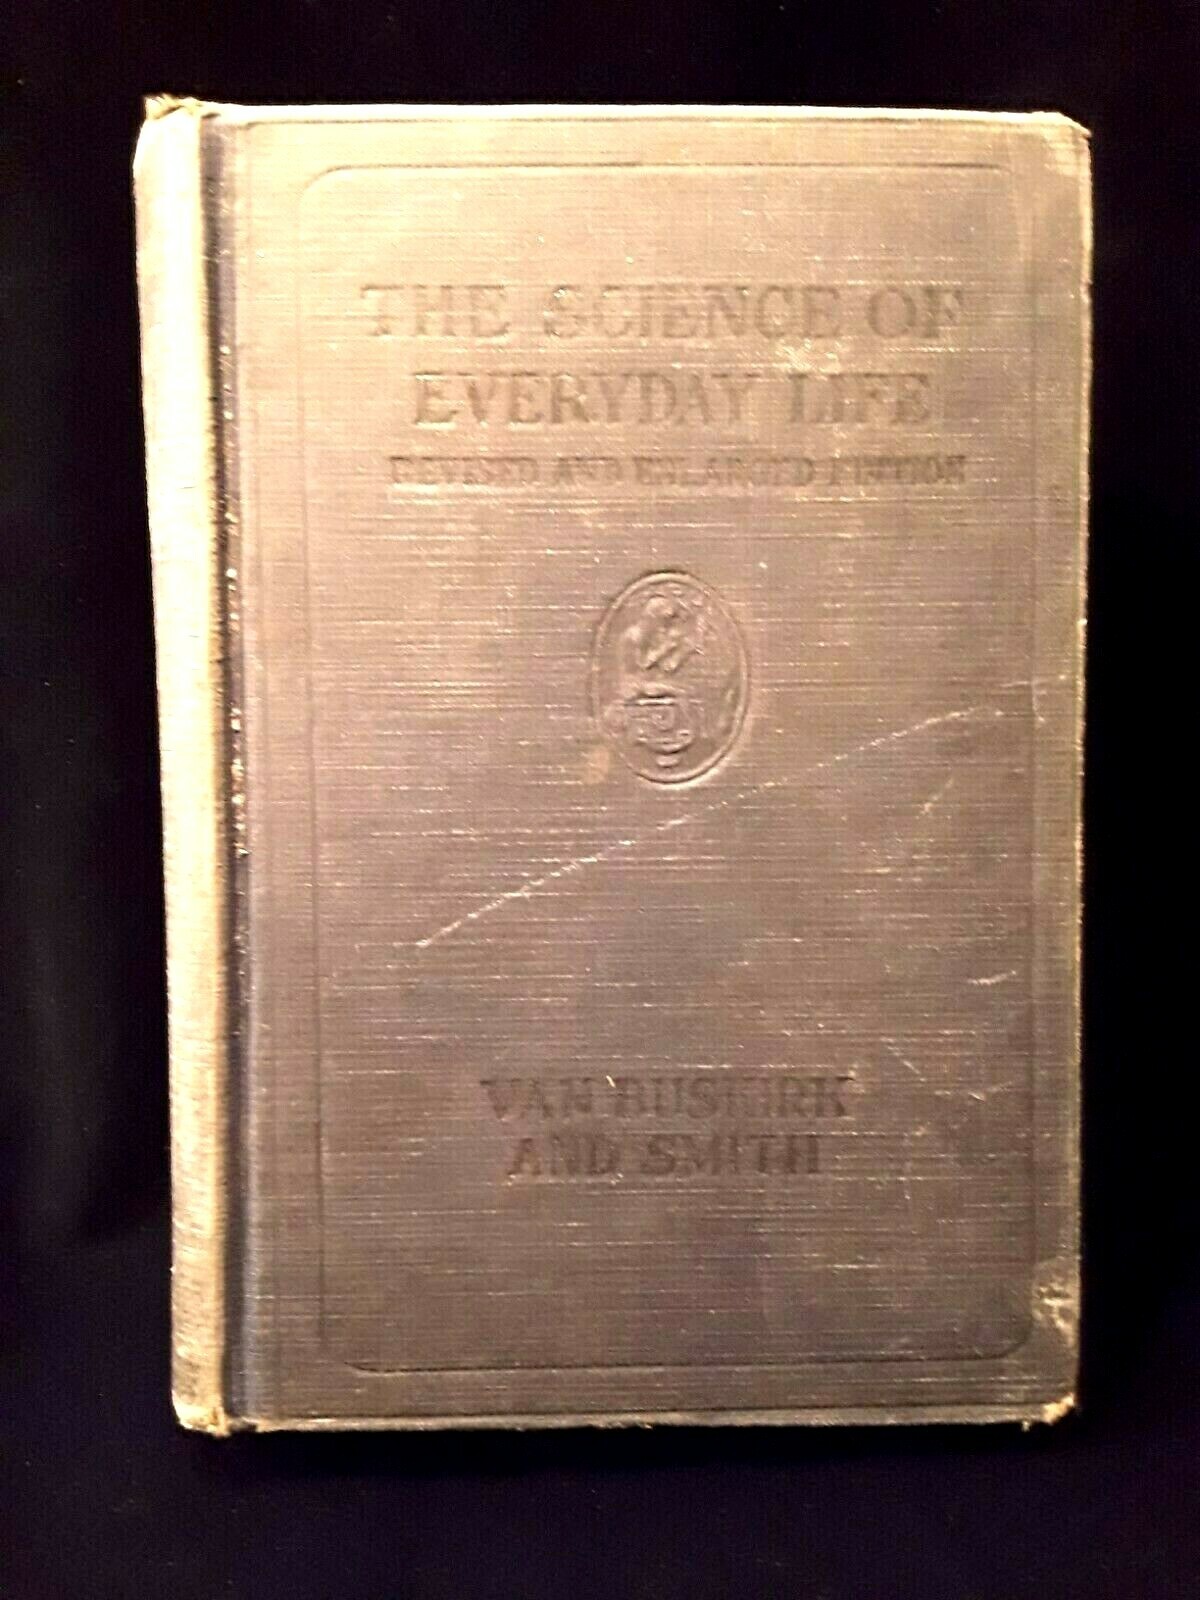 THE SCIENCE OF
EVERYDAY LIFE
REVISED AND ENLARGED EDITION
VAN BUSKIRK
AND SMITH